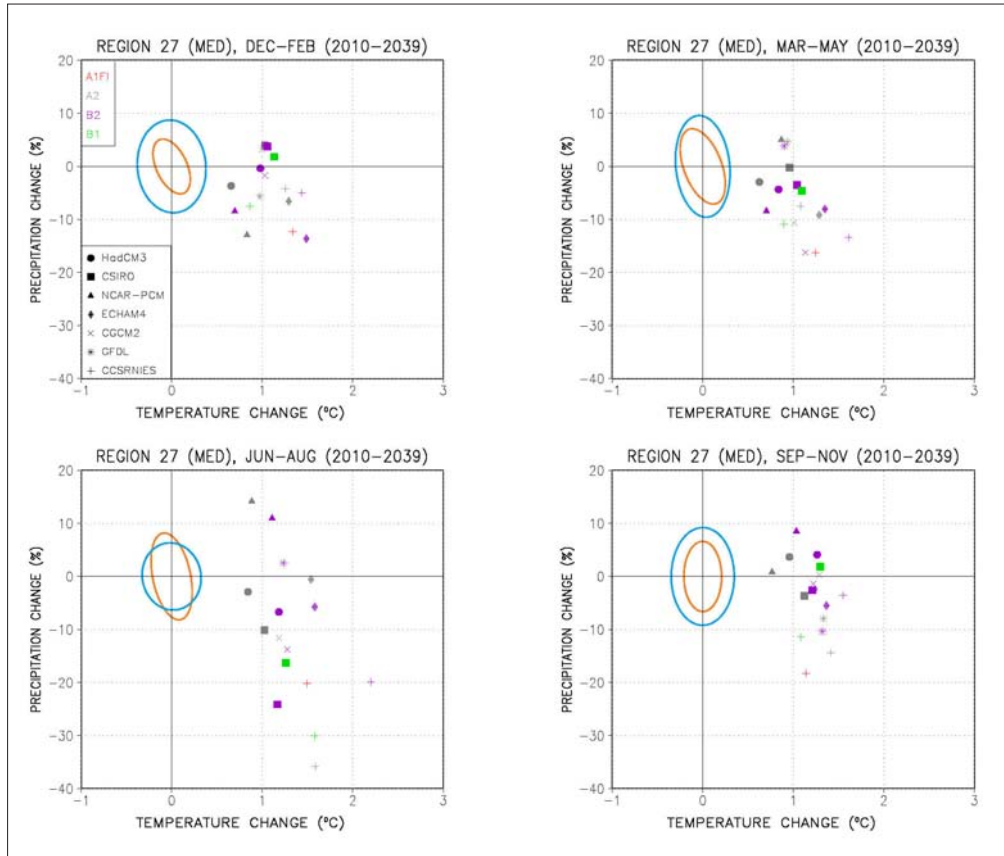 REGION 27 (MED), DEC-FEB (2010-2039)
20
10
0
-10
-20
-30
-40
-1
0
1
2
3
PRECIPITATION CHANGE (%)
TEMPERATURE CHANGE (ºC)
A1FI
A2
B2
B1
HadCM3
CSIRO
NCAR-PCM
ECHAM4
CGCM2
GFDL
CCSRNIES
REGION 27 (MED), MAR-MAY (2010-2039)
20
10
0
-10
-20
-30
-40
-1
0
1
2
3
PRECIPITATION CHANGE (%)
TEMPERATURE CHANGE (ºC)
REGION 27 (MED), JUN-AUG (2010-2039)
20
10
0
-10
-20
-30
-40
-1
0
1
2
3
PRECIPITATION CHANGE (%)
TEMPERATURE CHANGE (ºC)
REGION 27 (MED), SEP-NOV (2010-2039)
20
10
0
-10
-20
-30
-40
-1
0
1
2
3
PRECIPITATION CHANGE (%)
TEMPERATURE CHANGE (ºC)